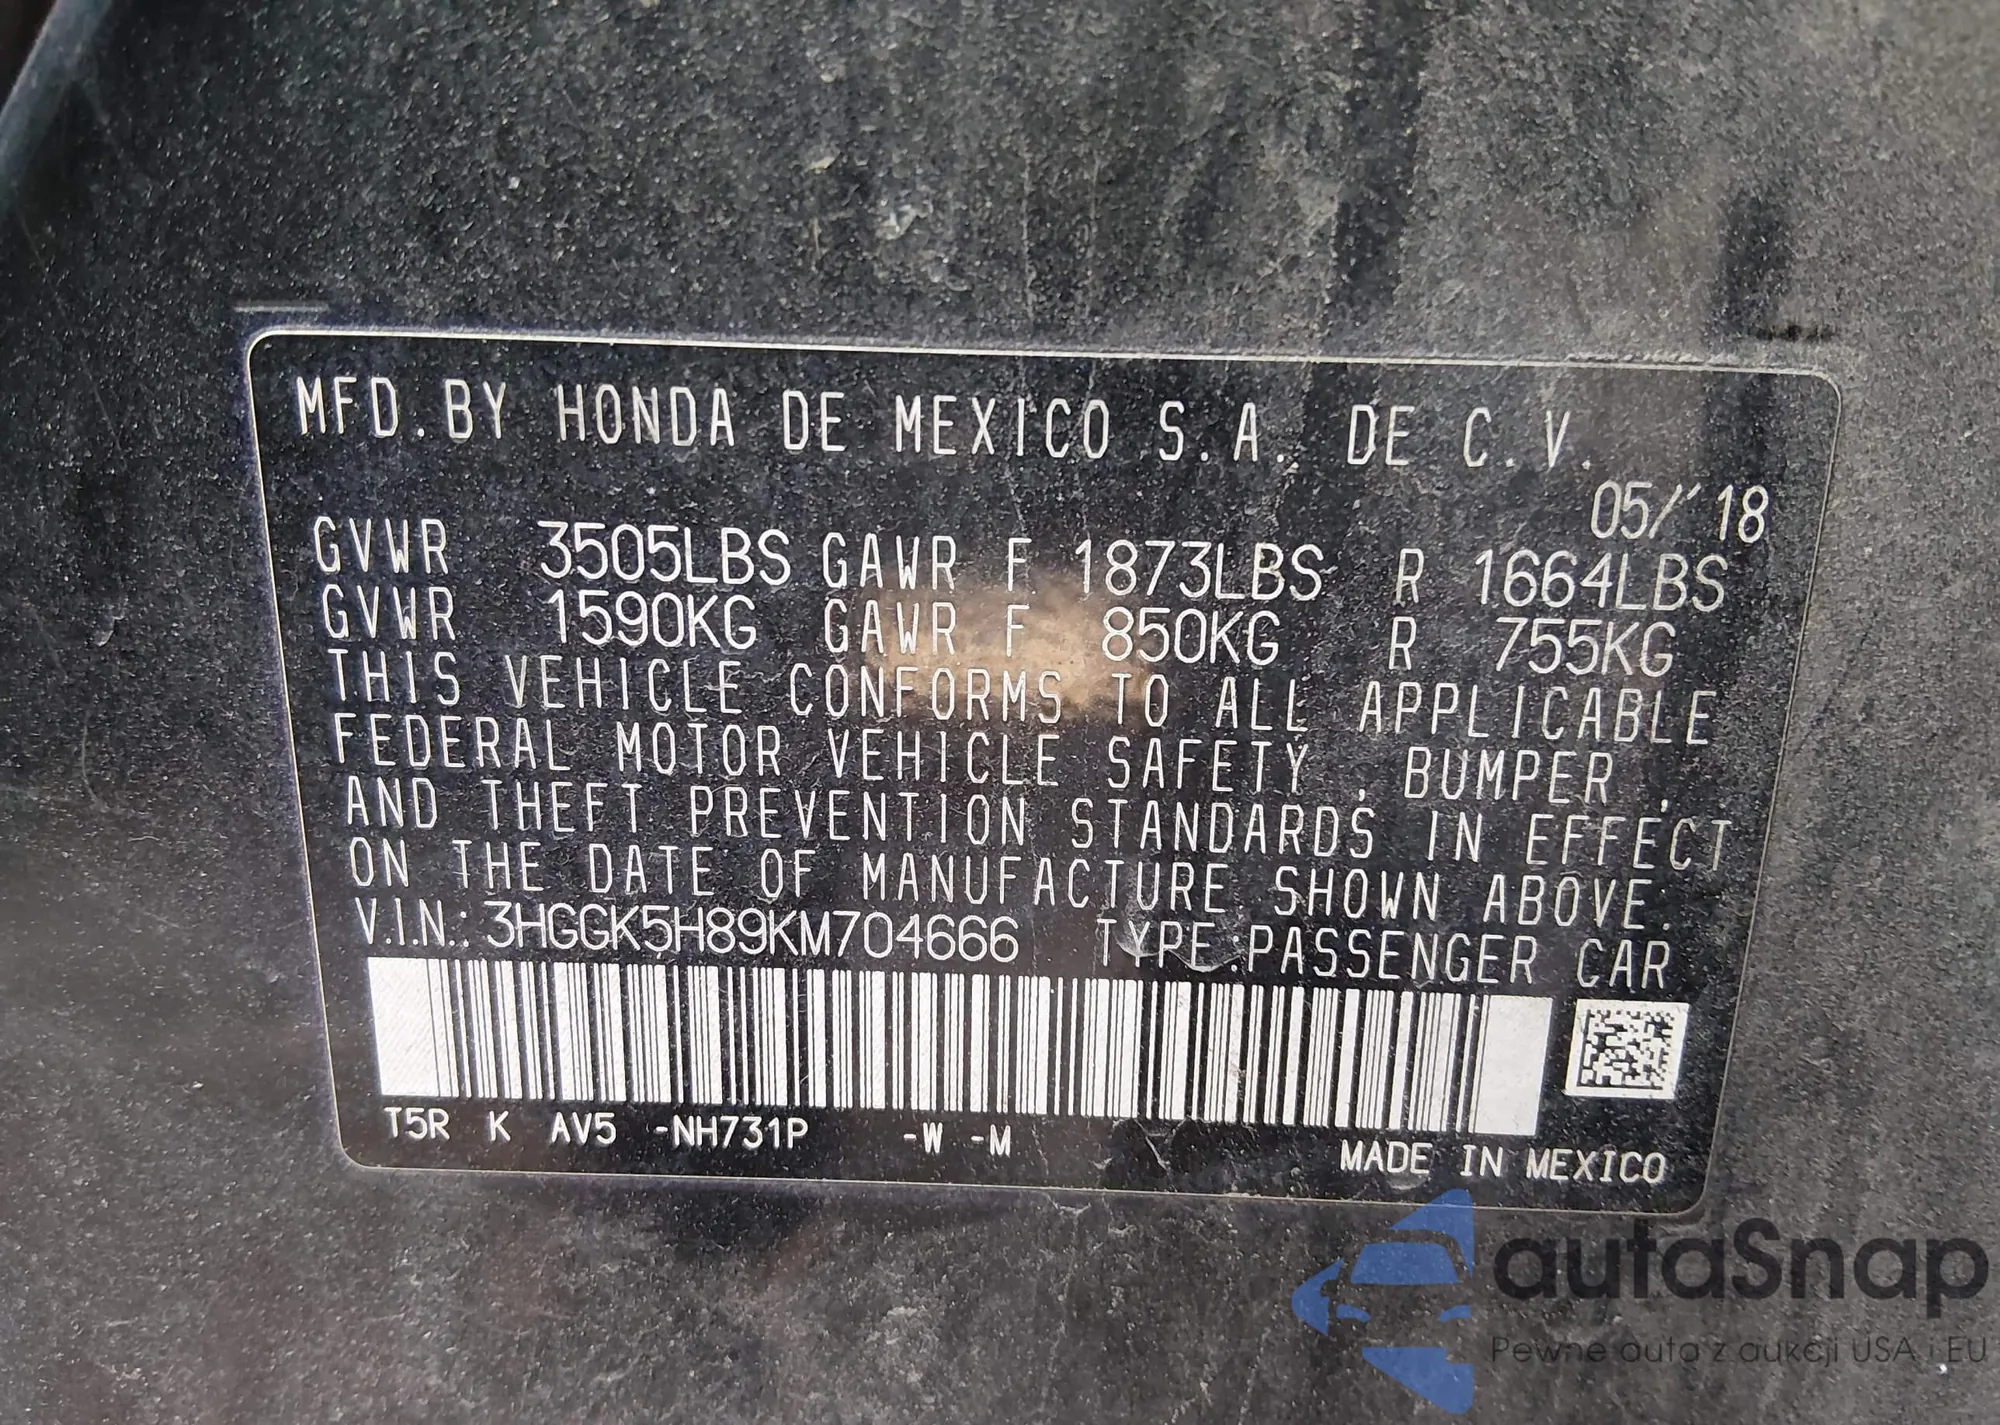 MFD. BY HONDA DE MEXICO S.A. DE C.V.
05/'18
GVWR 3505LBS GAWR F 1873LBS R 1664LBS
GVWR 1590KG GAWR F 850KG R 755KG
THIS VEHICLE CONFORMS TO ALL APPLICABLE
FEDERAL MOTOR VEHICLE SAFETY, BUMPER,
AND THEFT PREVENTION STANDARDS IN EFFECT
ON THE DATE OF MANUFACTURE SHOWN ABOVE.
V.I.N.: 3HGGK5H89KM704666 TYPE:PASSENGER CAR
T5R K AV5 -NH731P -W -M
MADE IN MEXICO
autaSnap
Pewne auta z aukcji USA i EU